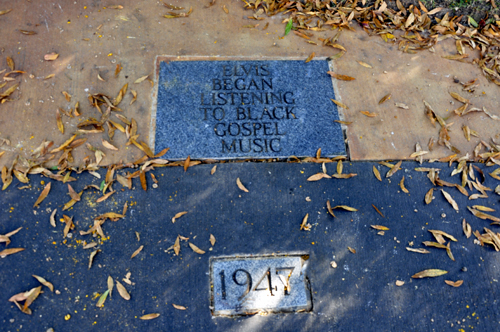 ELVIS
BEGAN
LISTENING
TO BLACK
GOSPEL
MUSIC
1947